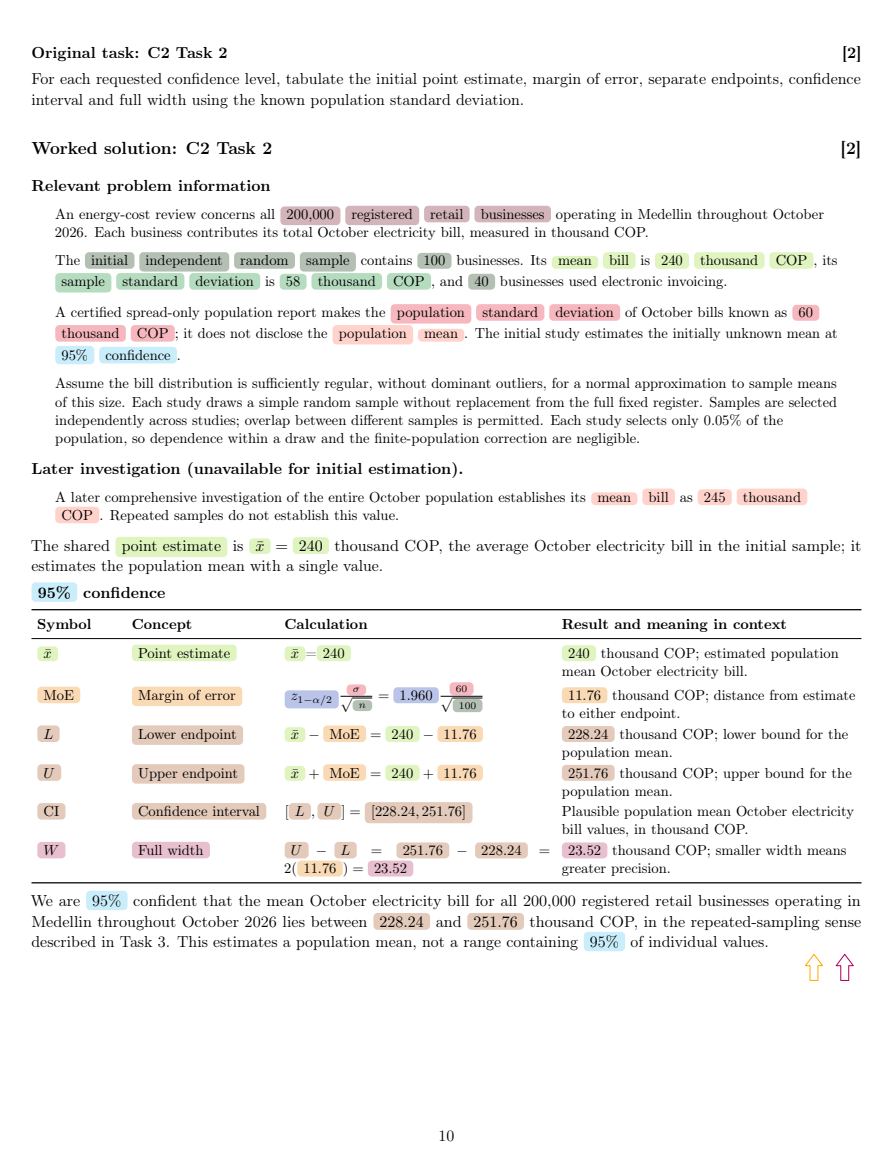 Original task: C2 Task 2 [2]
For each requested confidence level, tabulate the initial point estimate, margin of error, separate endpoints, confidence
interval and full width using the known population standard deviation.
Worked solution: C2 Task 2 [2]
Relevant problem information
An energy-cost review concerns all 200,000 registered retail businesses operating in Medellin throughout October
2026. Each business contributes its total October electricity bill, measured in thousand COP.
The initial independent random sample contains 100 businesses. Its mean bill is 240 thousand COP, its
sample standard deviation is 58 thousand COP, and 40 businesses used electronic invoicing.
A certified spread-only population report makes the population standard deviation of October bills known as 60
thousand COP; it does not disclose the population mean. The initial study estimates the initially unknown mean at
95% confidence.
Assume the bill distribution is sufficiently regular, without dominant outliers, for a normal approximation to sample means
of this size. Each study draws a simple random sample without replacement from the full fixed register. Samples are selected
independently across studies; overlap between different samples is permitted. Each study selects only 0.05% of the
population, so dependence within a draw and the finite-population correction are negligible.
Later investigation (unavailable for initial estimation).
A later comprehensive investigation of the entire October population establishes its mean bill as 245 thousand
COP. Repeated samples do not establish this value.
The shared point estimate is x̄ = 240 thousand COP, the average October electricity bill in the initial sample; it
estimates the population mean with a single value.
95% confidence
Symbol Concept Calculation Result and meaning in context
x̄ Point estimate x̄ = 240 240 thousand COP; estimated population
mean October electricity bill.
MoE Margin of error z₁₋α/₂ σ/√n = 1.960 60/√100 11.76 thousand COP; distance from estimate
to either endpoint.
L Lower endpoint x̄ − MoE = 240 − 11.76 228.24 thousand COP; lower bound for the
population mean.
U Upper endpoint x̄ + MoE = 240 + 11.76 251.76 thousand COP; upper bound for the
population mean.
CI Confidence interval [L, U] = [228.24, 251.76] Plausible population mean October electricity
bill values, in thousand COP.
W Full width U − L = 251.76 − 228.24 = 23.52 thousand COP; smaller width means
2(11.76) = 23.52 greater precision.
We are 95% confident that the mean October electricity bill for all 200,000 registered retail businesses operating in
Medellin throughout October 2026 lies between 228.24 and 251.76 thousand COP, in the repeated-sampling sense
described in Task 3. This estimates a population mean, not a range containing 95% of individual values.
10